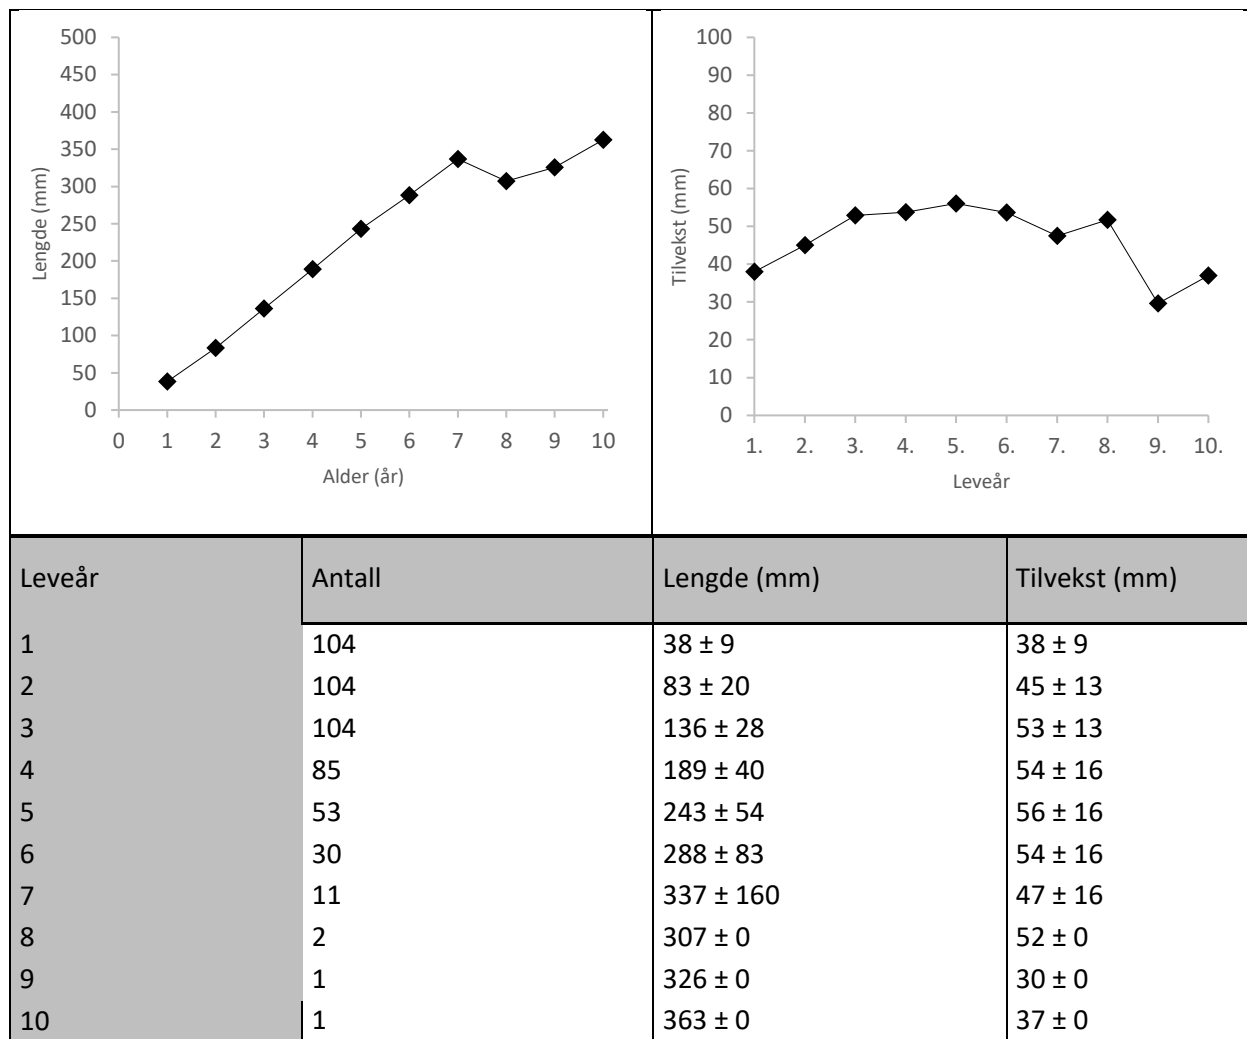 500
450
400
350
300
250
200
150
100
50
0
Lengde (mm)
0 1 2 3 4 5 6 7 8 9 10
Alder (år)
100
90
80
70
60
50
40
30
20
10
0
Tilvekst (mm)
1. 2. 3. 4. 5. 6. 7. 8. 9. 10.
Leveår
Leveår Antall Lengde (mm) Tilvekst (mm)
1 104 38 ± 9 38 ± 9
2 104 83 ± 20 45 ± 13
3 104 136 ± 28 53 ± 13
4 85 189 ± 40 54 ± 16
5 53 243 ± 54 56 ± 16
6 30 288 ± 83 54 ± 16
7 11 337 ± 160 47 ± 16
8 2 307 ± 0 52 ± 0
9 1 326 ± 0 30 ± 0
10 1 363 ± 0 37 ± 0